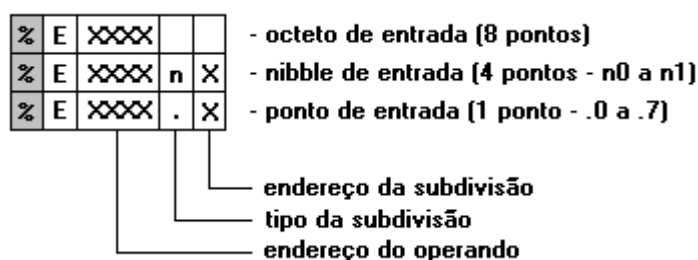 % E XXXX - octeto de entrada (8 pontos)
% E XXXX n X - nibble de entrada (4 pontos - n0 a n1)
% E XXXX . X - ponto de entrada (1 ponto - .0 a .7)
endereço da subdivisão
tipo da subdivisão
endereço do operando